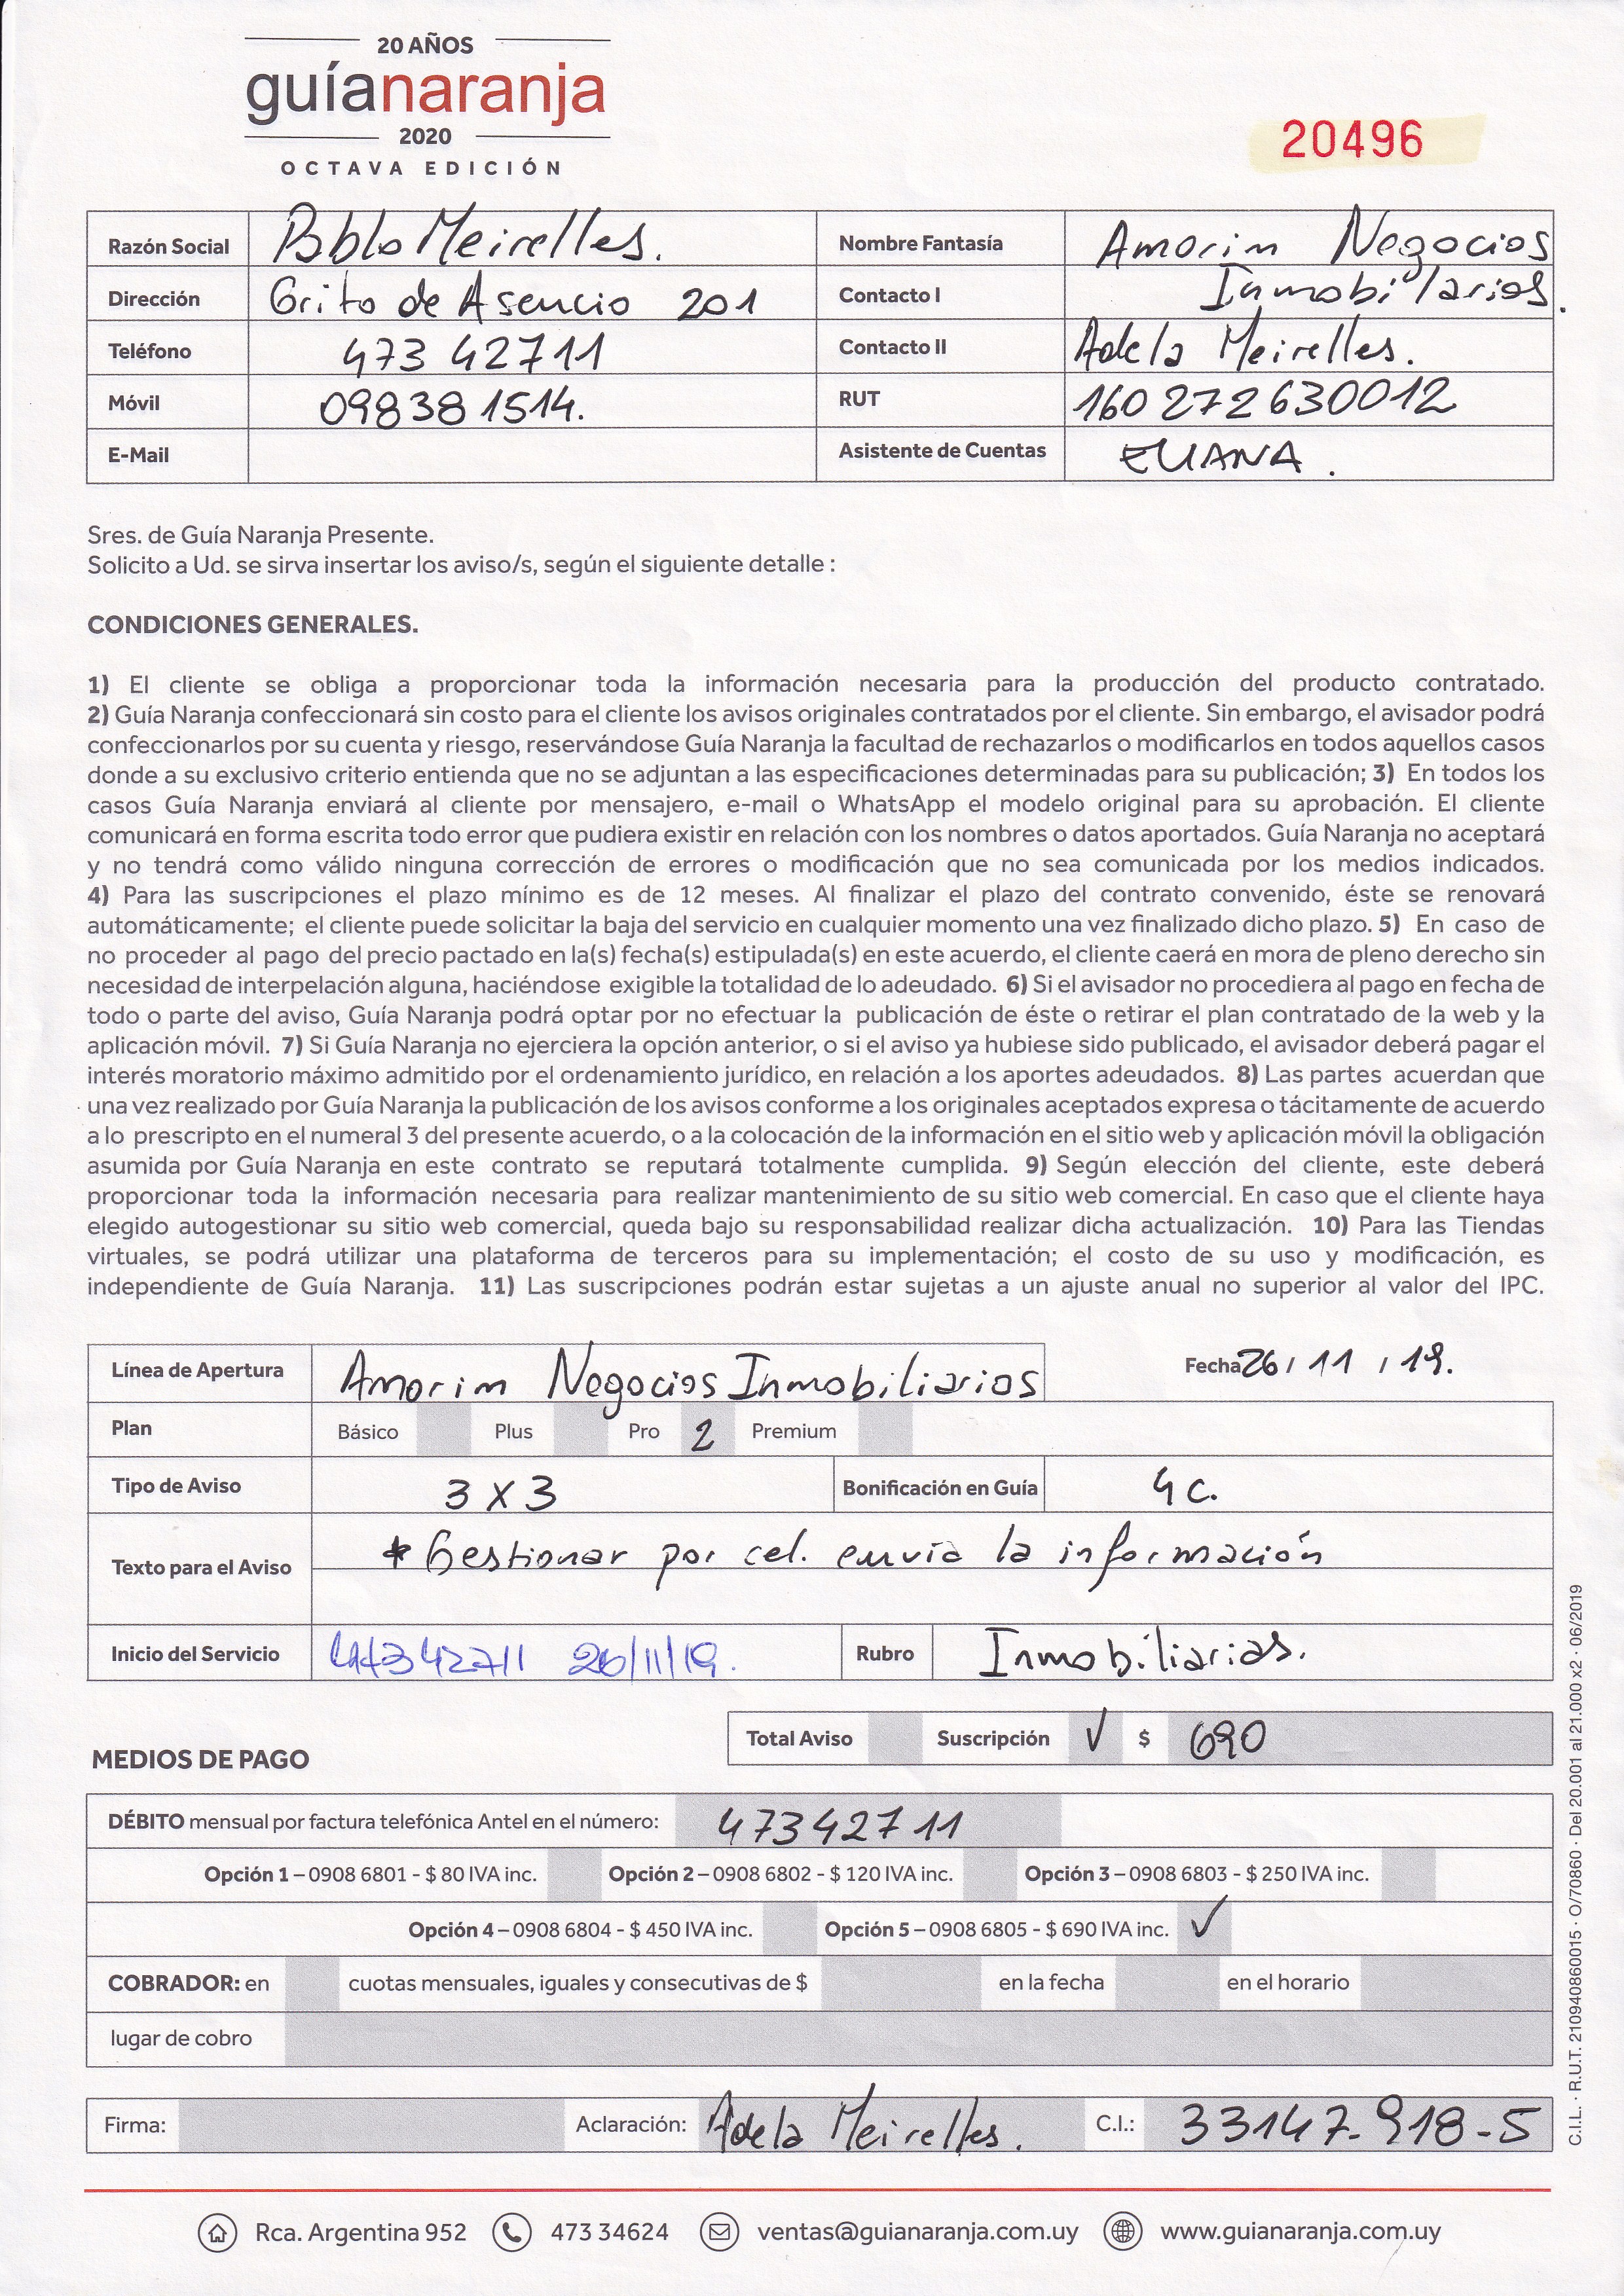 20 AÑOS
guíanaranja
2020
OCTAVA EDICIÓN
20496
Razón Social Pablo Meirelles. Nombre Fantasía Amorim Negocios
Dirección Grito de Asencio 201 Contacto I Inmobiliarios.
Teléfono 473 42711 Contacto II Adela Meirelles.
Móvil 098381514. RUT 160272630012
E-Mail Asistente de Cuentas ELIANA.
Sres. de Guía Naranja Presente.
Solicito a Ud. se sirva insertar los aviso/s, según el siguiente detalle :
CONDICIONES GENERALES.
1) El cliente se obliga a proporcionar toda la información necesaria para la producción del producto contratado.
2) Guía Naranja confeccionará sin costo para el cliente los avisos originales contratados por el cliente. Sin embargo, el avisador podrá
confeccionarlos por su cuenta y riesgo, reservándose Guía Naranja la facultad de rechazarlos o modificarlos en todos aquellos casos
donde a su exclusivo criterio entienda que no se adjuntan a las especificaciones determinadas para su publicación; 3) En todos los
casos Guía Naranja enviará al cliente por mensajero, e-mail o WhatsApp el modelo original para su aprobación. El cliente
comunicará en forma escrita todo error que pudiera existir en relación con los nombres o datos aportados. Guía Naranja no aceptará
y no tendrá como válido ninguna corrección de errores o modificación que no sea comunicada por los medios indicados.
4) Para las suscripciones el plazo mínimo es de 12 meses. Al finalizar el plazo del contrato convenido, éste se renovará
automáticamente; el cliente puede solicitar la baja del servicio en cualquier momento una vez finalizado dicho plazo. 5) En caso de
no proceder al pago del precio pactado en la(s) fecha(s) estipulada(s) en este acuerdo, el cliente caerá en mora de pleno derecho sin
necesidad de interpelación alguna, haciéndose exigible la totalidad de lo adeudado. 6) Si el avisador no procediera al pago en fecha de
todo o parte del aviso, Guía Naranja podrá optar por no efectuar la publicación de éste o retirar el plan contratado de la web y la
aplicación móvil. 7) Si Guía Naranja no ejerciera la opción anterior, o si el aviso ya hubiese sido publicado, el avisador deberá pagar el
interés moratorio máximo admitido por el ordenamiento jurídico, en relación a los aportes adeudados. 8) Las partes acuerdan que
una vez realizado por Guía Naranja la publicación de los avisos conforme a los originales aceptados expresa o tácitamente de acuerdo
a lo prescripto en el numeral 3 del presente acuerdo, o a la colocación de la información en el sitio web y aplicación móvil la obligación
asumida por Guía Naranja en este contrato se reputará totalmente cumplida. 9) Según elección del cliente, este deberá
proporcionar toda la información necesaria para realizar mantenimiento de su sitio web comercial. En caso que el cliente haya
elegido autogestionar su sitio web comercial, queda bajo su responsabilidad realizar dicha actualización. 10) Para las Tiendas
virtuales, se podrá utilizar una plataforma de terceros para su implementación; el costo de su uso y modificación, es
independiente de Guía Naranja. 11) Las suscripciones podrán estar sujetas a un ajuste anual no superior al valor del IPC.
Línea de Apertura Amorim Negocios Inmobiliarios Fecha 26 / 11 / 19.
Plan Básico Plus Pro 2 Premium
Tipo de Aviso 3 x 3 Bonificación en Guía 4 c.
Texto para el Aviso * Gestionar por cel. envía la información
Inicio del Servicio 47342711 26/11/19. Rubro Inmobiliarias.
Total Aviso Suscripción ✓ $ 690
MEDIOS DE PAGO
DÉBITO mensual por factura telefónica Antel en el número: 47342711
Opción 1 – 0908 6801 - $ 80 IVA inc. Opción 2 – 0908 6802 - $ 120 IVA inc. Opción 3 – 0908 6803 - $ 250 IVA inc.
Opción 4 – 0908 6804 - $ 450 IVA inc. Opción 5 – 0908 6805 - $ 690 IVA inc. ✓
COBRADOR: en cuotas mensuales, iguales y consecutivas de $ en la fecha en el horario
lugar de cobro
Firma: Aclaración: Adela Meirelles. C.I.: 33147-918-5
Rca. Argentina 952 473 34624 ventas@guianaranja.com.uy www.guianaranja.com.uy
C.I.L. · R.U.T. 210940860015 · O/70860 · Del 20.001 al 21.000 x2 · 06/2019